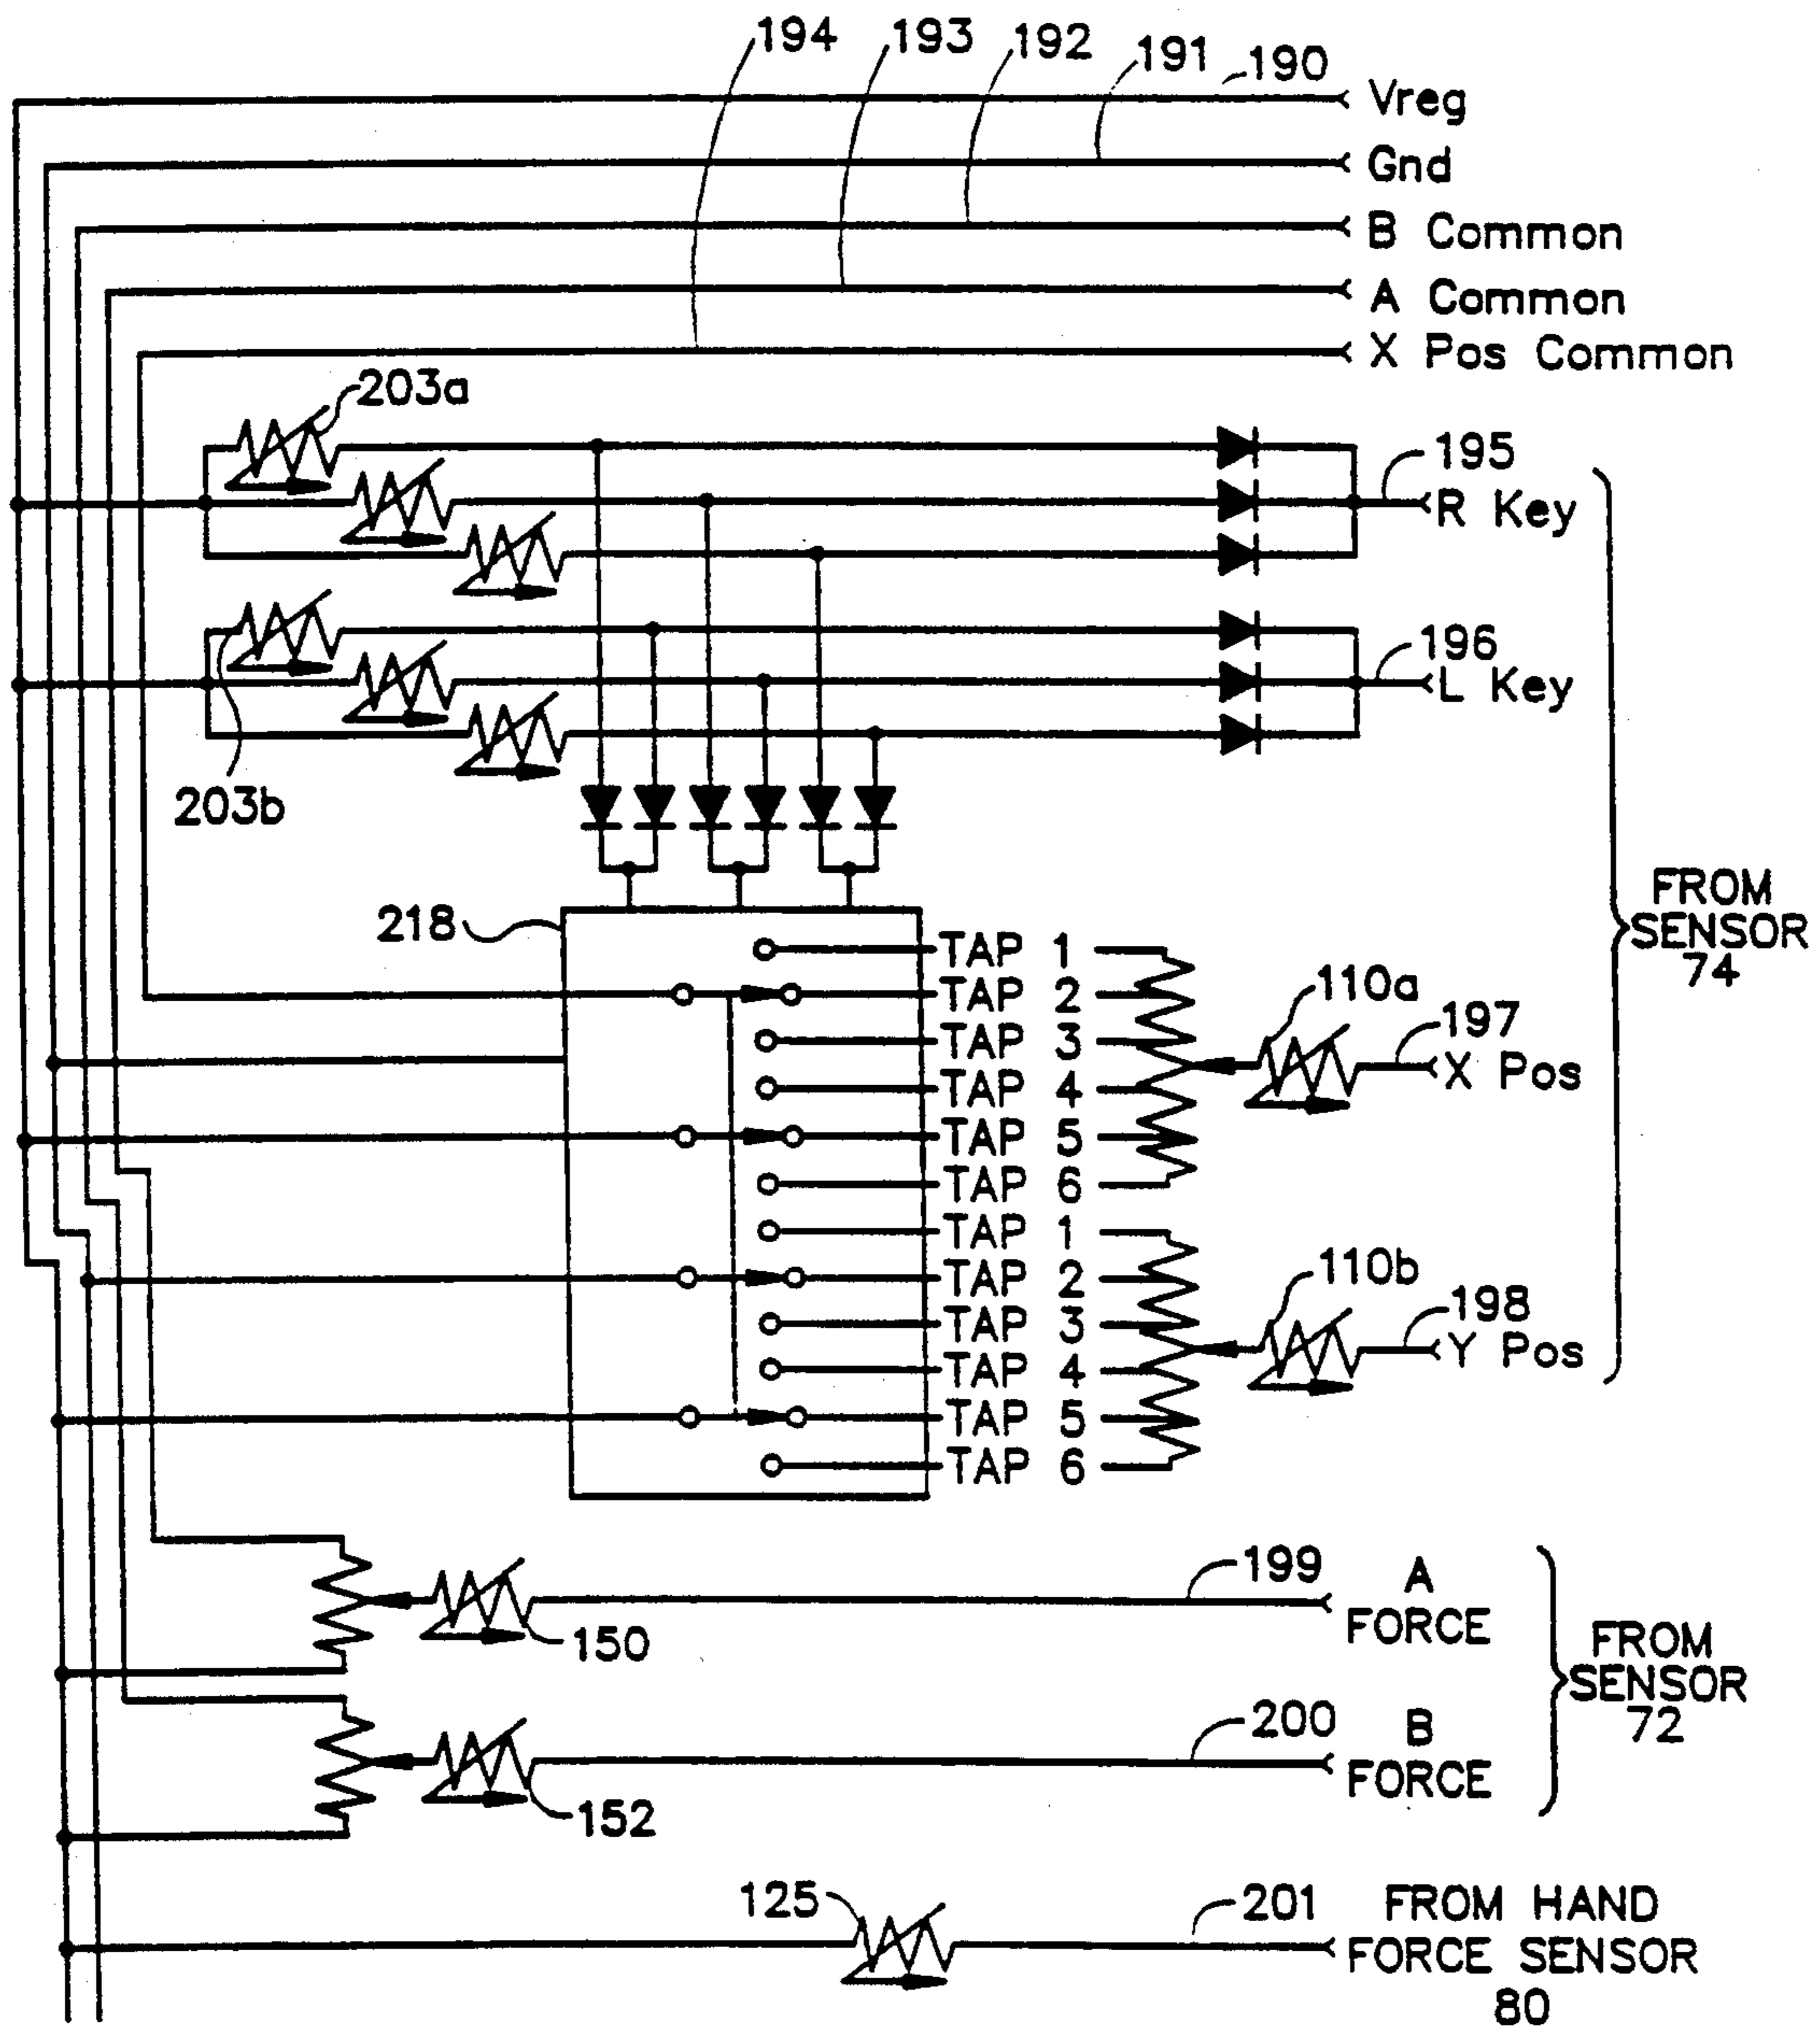 194 193 192 191 190
Vreg
Gnd
B Common
A Common
X Pos Common
203a
195
R Key
196
L Key
203b
FROM
SENSOR
74
218
TAP 1
TAP 2
TAP 3
TAP 4
TAP 5
TAP 6
110a
197
X Pos
TAP 1
TAP 2
TAP 3
TAP 4
TAP 5
TAP 6
110b
198
Y Pos
199
A
FORCE
150
FROM
SENSOR
72
200
B
FORCE
152
125
201
FROM HAND
FORCE SENSOR
80